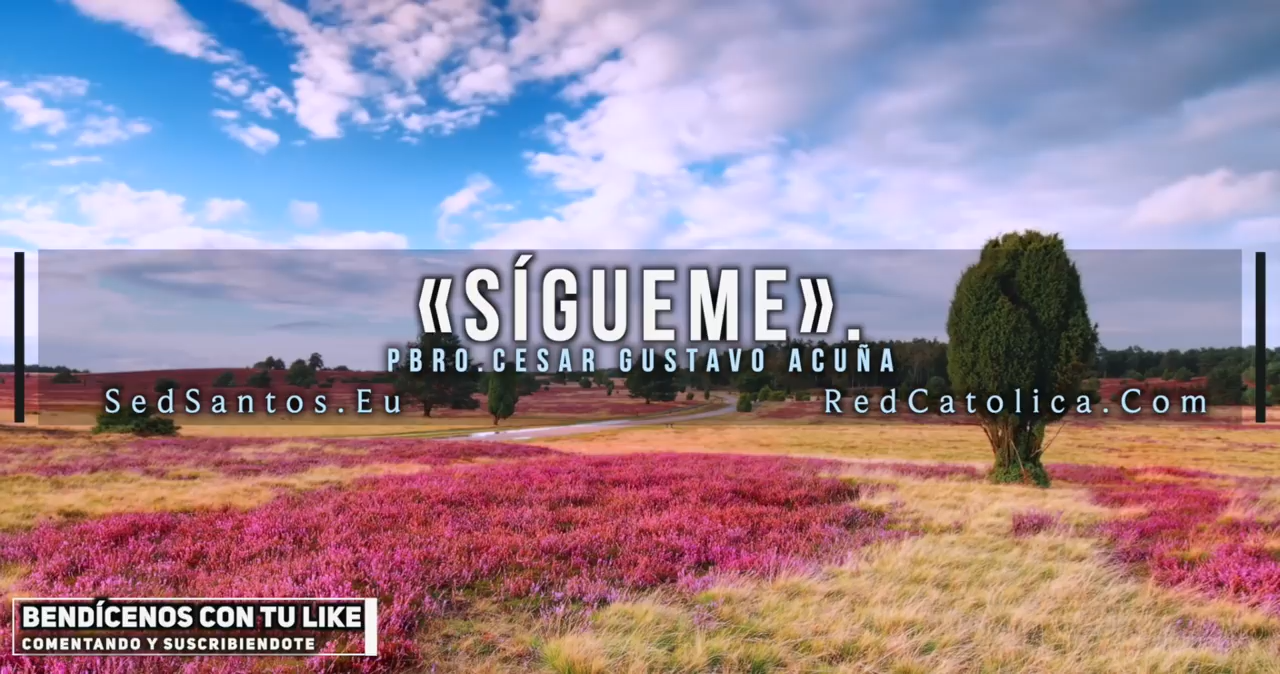 «SÍGUEME».
PBRO.CESAR GUSTAVO ACUÑA
SedSantos.Eu
RedCatolica.Com
BENDÍCENOS CON TU LIKE
COMENTANDO Y SUSCRIBIENDOTE